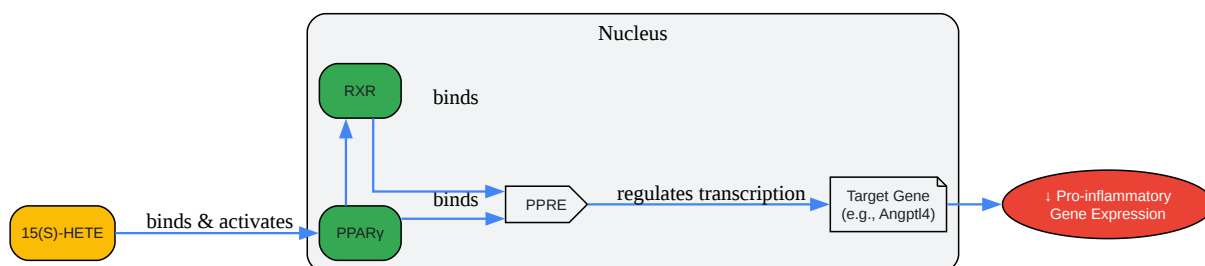 Nucleus
RXR
binds
binds
PPRE
regulates transcription
Target Gene
(e.g., Angptl4)
↓ Pro-inflammatory
Gene Expression
15(S)-HETE
binds & activates
PPARγ